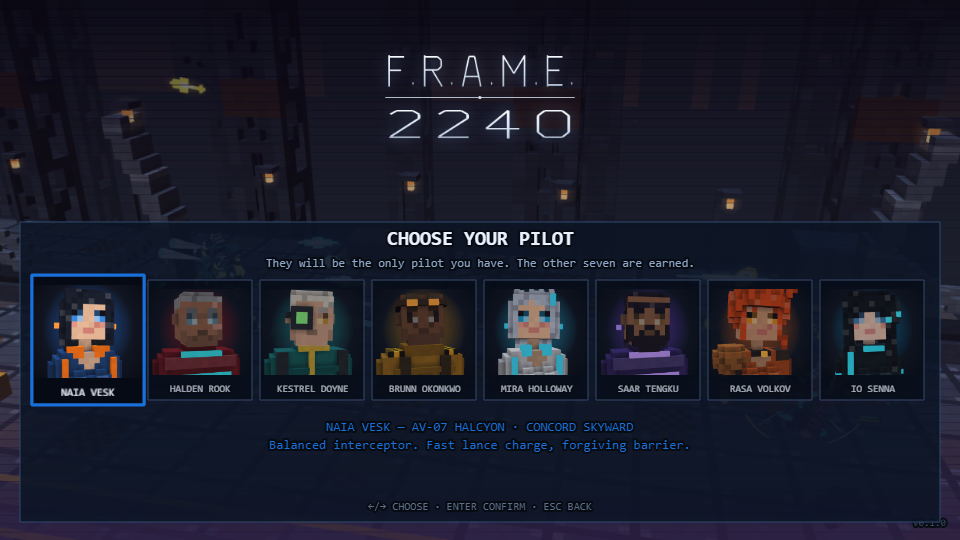 F.R.A.M.E.
2240
CHOOSE YOUR PILOT
They will be the only pilot you have. The other seven are earned.
NAIA VESK
HALDEN ROOK
KESTREL DOYNE
BRUNN OKONKWO
MIRA HOLLOWAY
SAAR TENGKU
RASA VOLKOV
IO SENNA
NAIA VESK — AV-07 HALCYON · CONCORD SKYWARD
Balanced interceptor. Fast lance charge, forgiving barrier.
←/→ CHOOSE · ENTER CONFIRM · ESC BACK